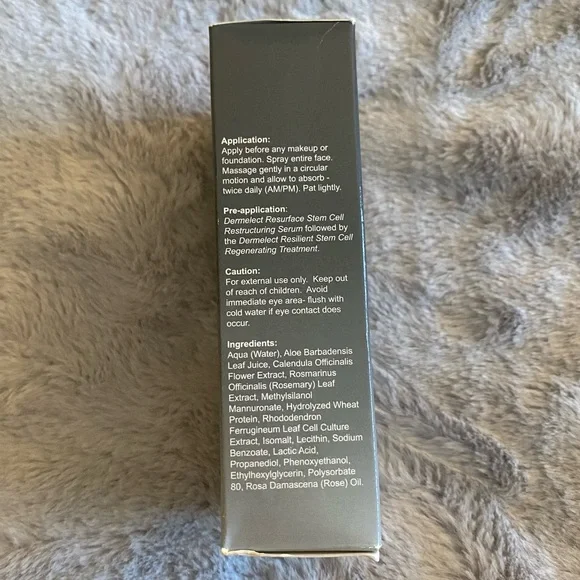 Application:
Apply before any makeup or
foundation. Spray entire face.
Massage gently in a circular
motion and allow to absorb -
twice daily (AM/PM). Pat lightly.
Pre-application:
Dermelect Resurface Stem Cell
Restructuring Serum followed by
the Dermelect Resilient Stem Cell
Regenerating Treatment.
Caution:
For external use only. Keep out
of reach of children. Avoid
immediate eye area- flush with
cold water if eye contact does
occur.
Ingredients:
Aqua (Water), Aloe Barbadensis
Leaf Juice, Calendula Officinalis
Flower Extract, Rosmarinus
Officinalis (Rosemary) Leaf
Extract, Methylsilanol
Mannuronate, Hydrolyzed Wheat
Protein, Rhododendron
Ferrugineum Leaf Cell Culture
Extract, Isomalt, Lecithin, Sodium
Benzoate, Lactic Acid,
Propanediol, Phenoxyethanol,
Ethylhexylglycerin, Polysorbate
80, Rosa Damascena (Rose) Oil.